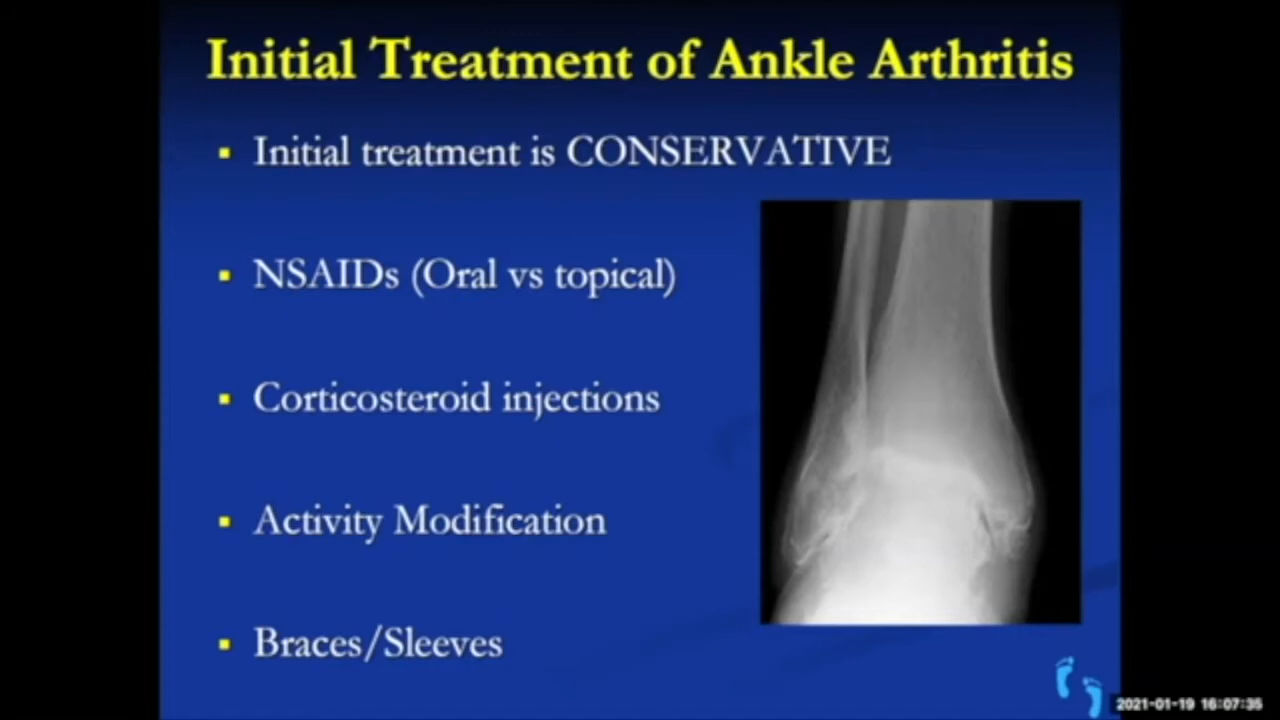 Initial Treatment of Ankle Arthritis
▪ Initial treatment is CONSERVATIVE
▪ NSAIDs (Oral vs topical)
▪ Corticosteroid injections
▪ Activity Modification
▪ Braces/Sleeves
2021-01-19 16:07:35